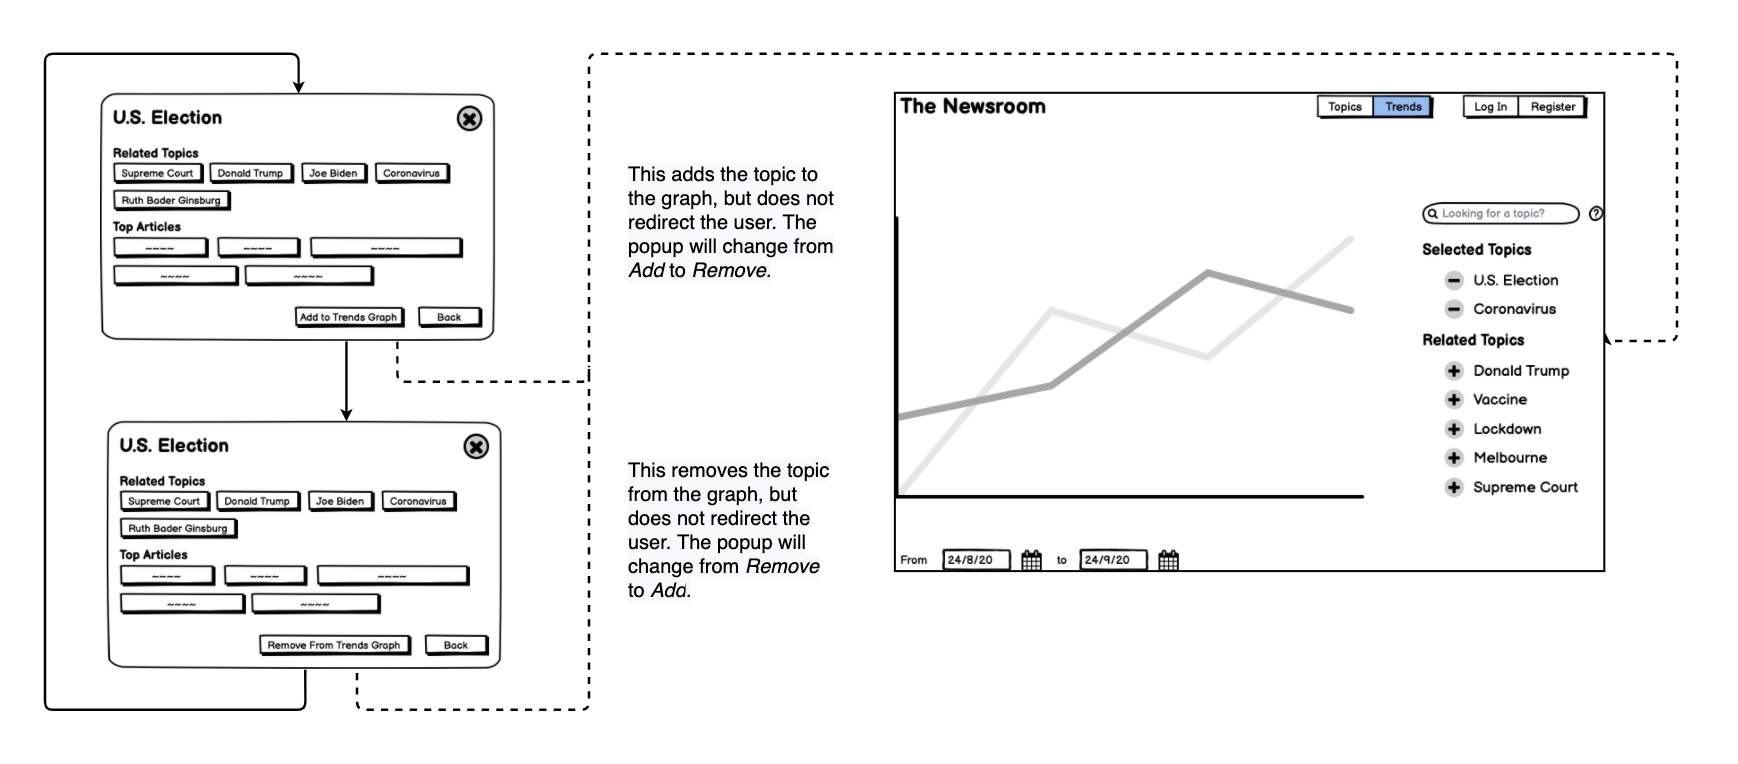 U.S. Election
Related Topics
Supreme Court Donald Trump Joe Biden Coronavirus
Ruth Bader Ginsburg
Top Articles
~~~~ ~~~~ ~~~~
~~~~ ~~~~
Add to Trends Graph Back
U.S. Election
Related Topics
Supreme Court Donald Trump Joe Biden Coronavirus
Ruth Bader Ginsburg
Top Articles
~~~~ ~~~~ ~~~~
~~~~ ~~~~
Remove From Trends Graph Back
This adds the topic to
the graph, but does not
redirect the user. The
popup will change from
Add to Remove.
This removes the topic
from the graph, but
does not redirect the
user. The popup will
change from Remove
to Add.
The Newsroom
Topics Trends Log In Register
Looking for a topic? ?
Selected Topics
U.S. Election
Coronavirus
Related Topics
Donald Trump
Vaccine
Lockdown
Melbourne
Supreme Court
From 24/8/20 to 24/9/20